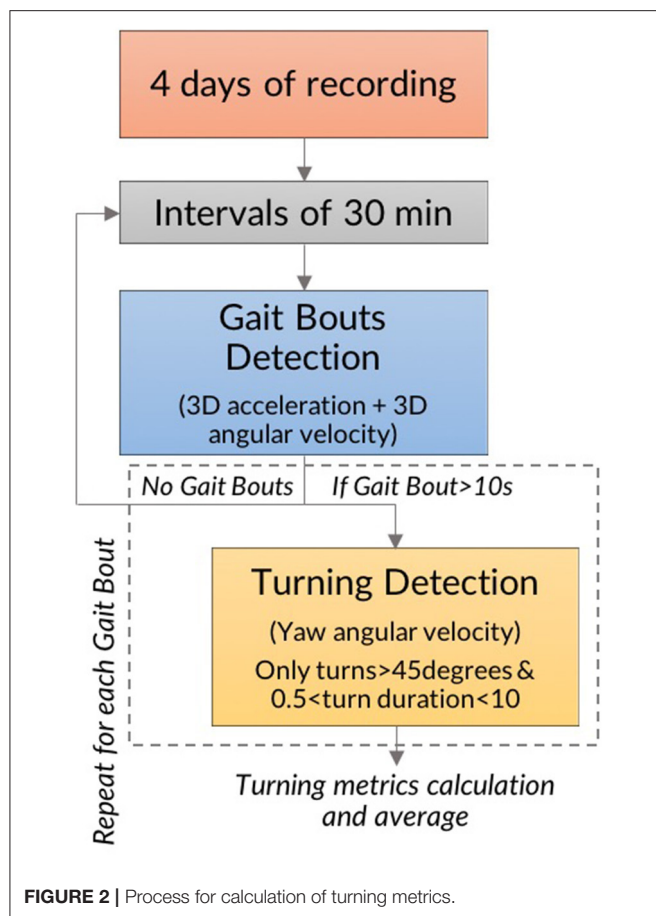 4 days of recording
Intervals of 30 min
Gait Bouts
Detection
(3D acceleration + 3D
angular velocity)
No Gait Bouts
If Gait Bout>10s
Repeat for each Gait Bout
Turning Detection
(Yaw angular velocity)
Only turns>45degrees &
0.5<turn duration<10
Turning metrics calculation
and average
FIGURE 2 | Process for calculation of turning metrics.